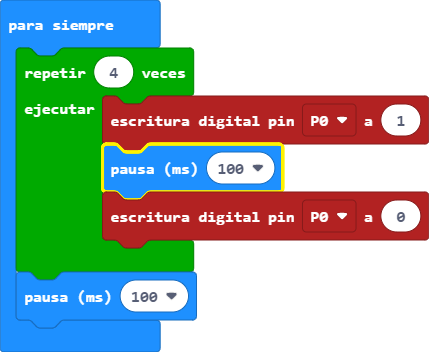 para siempre
repetir 4 veces
ejecutar
escritura digital pin P0 a 1
pausa (ms) 100
escritura digital pin P0 a 0
pausa (ms) 100